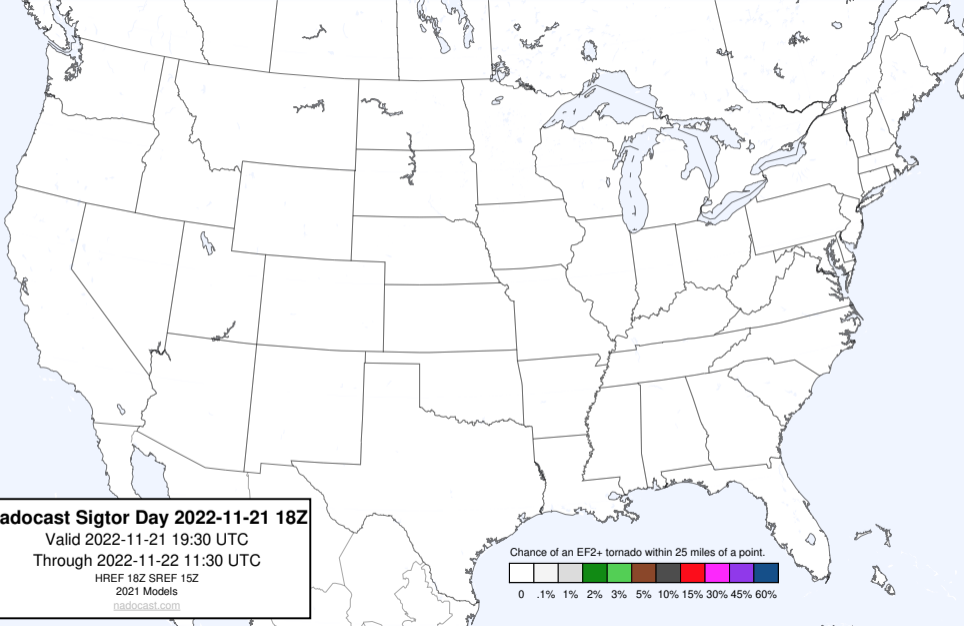 adocast Sigtor Day 2022-11-21 18Z
Valid 2022-11-21 19:30 UTC
Through 2022-11-22 11:30 UTC
HREF 18Z SREF 15Z
2021 Models
nadocast.com
Chance of an EF2+ tornado within 25 miles of a point.
0 .1% 1% 2% 3% 5% 10% 15% 30% 45% 60%